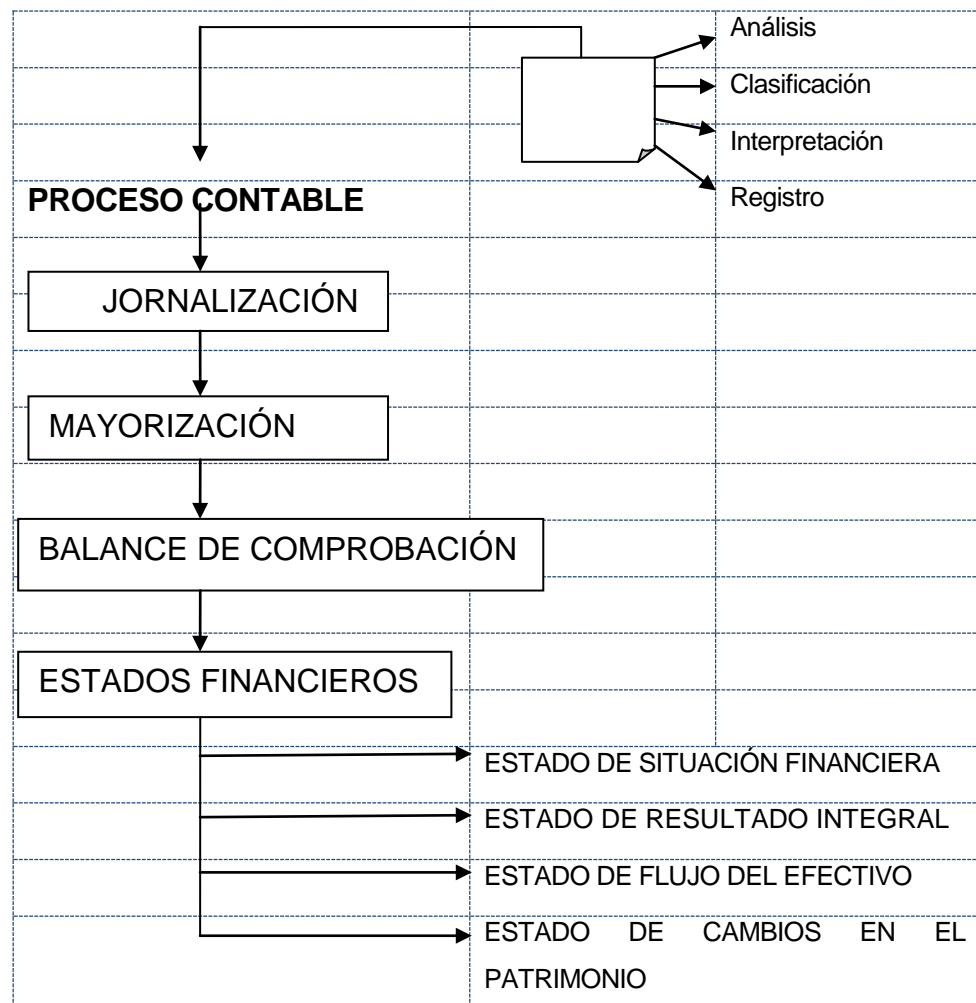 Análisis
Clasificación
Interpretación
Registro
PROCESO CONTABLE
JORNALIZACIÓN
MAYORIZACIÓN
BALANCE DE COMPROBACIÓN
ESTADOS FINANCIEROS
ESTADO DE SITUACIÓN FINANCIERA
ESTADO DE RESULTADO INTEGRAL
ESTADO DE FLUJO DEL EFECTIVO
ESTADO DE CAMBIOS EN EL
PATRIMONIO